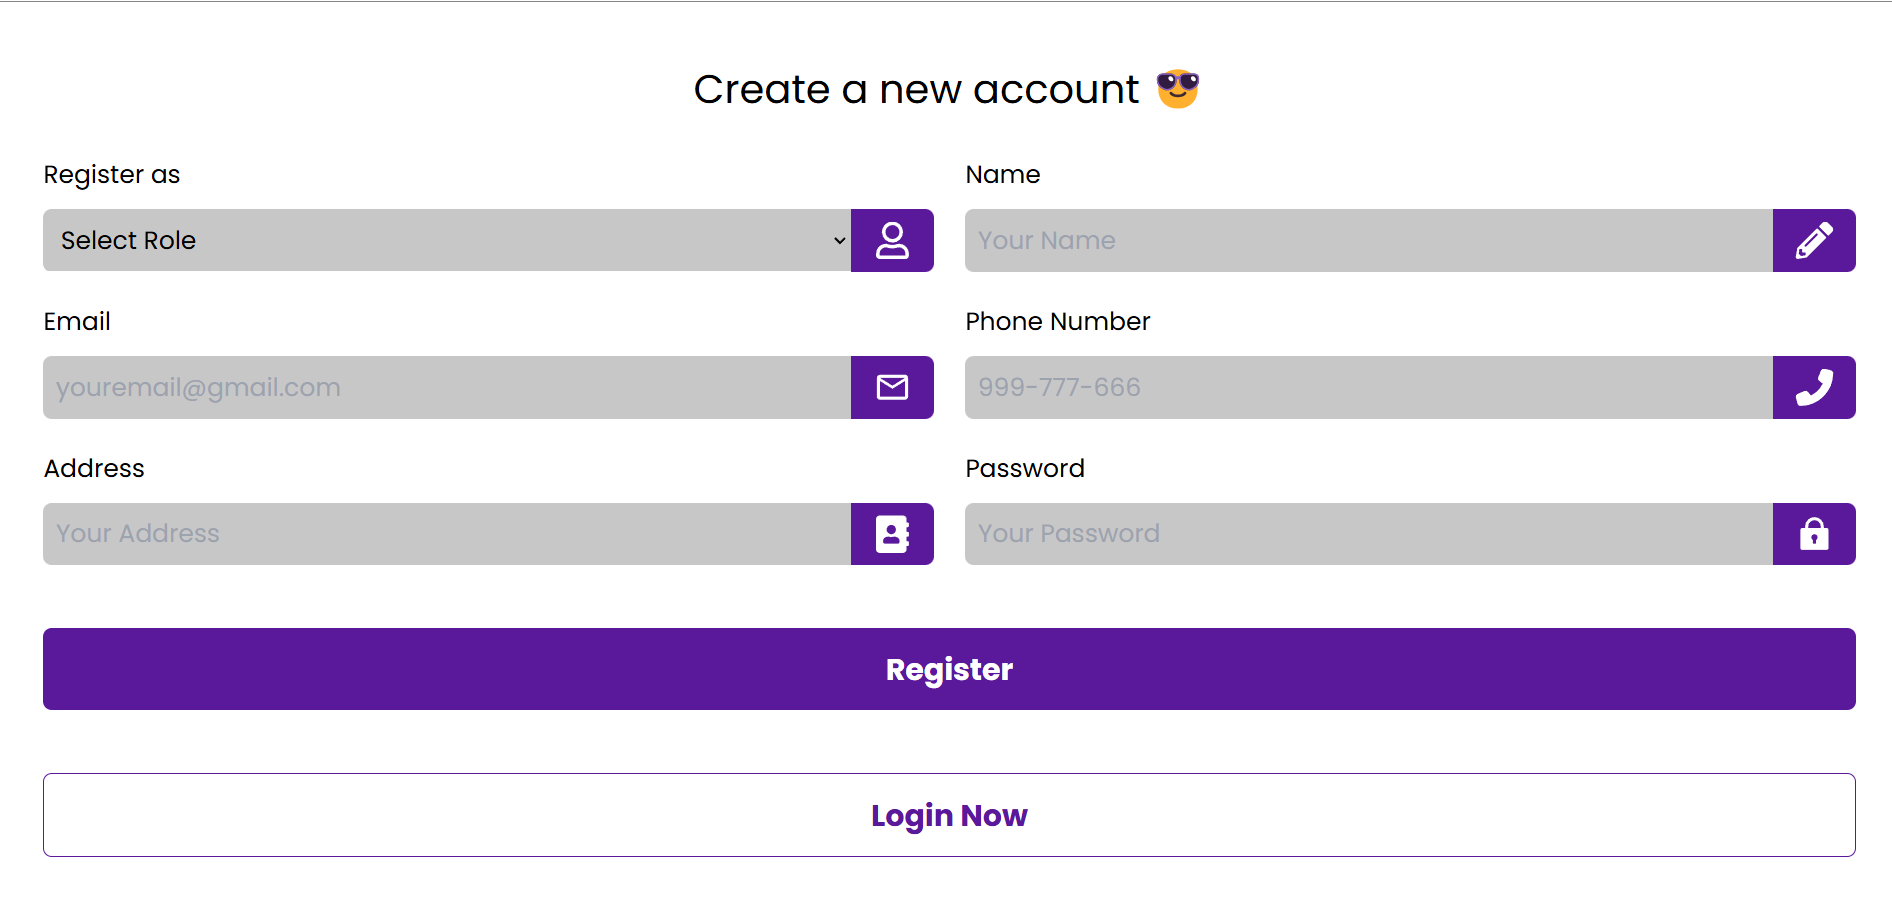 Create a new account 😎
Register as
Select Role
Name
Your Name
Email
youremail@gmail.com
Phone Number
999-777-666
Address
Your Address
Password
Your Password
Register
Login Now